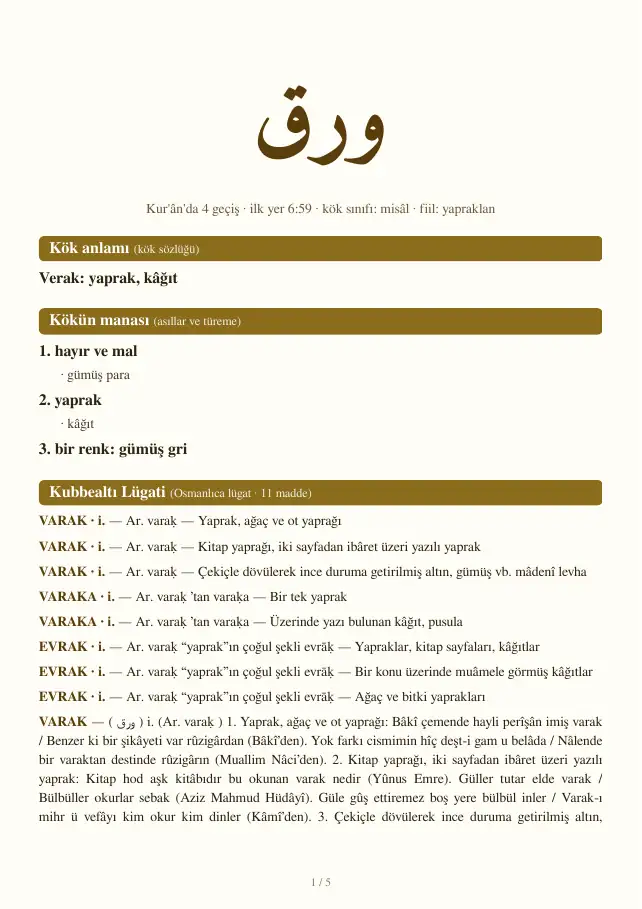 ورق
Kur'ân'da 4 geçiş · ilk yer 6:59 · kök sınıfı: misâl · fiil: yapraklan
Kök anlamı (kök sözlüğü)
Verak: yaprak, kâğıt
Kökün manası (asıllar ve türeme)
1. hayır ve mal
· gümüş para
2. yaprak
· kâğıt
3. bir renk: gümüş gri
Kubbealtı Lügati (Osmanlıca lügat · 11 madde)
VARAK · i. — Ar. varaḳ — Yaprak, ağaç ve ot yaprağı
VARAK · i. — Ar. varaḳ — Kitap yaprağı, iki sayfadan ibâret üzeri yazılı yaprak
VARAK · i. — Ar. varaḳ — Çekiçle dövülerek ince duruma getirilmiş altın, gümüş vb. mâdenî levha
VARAKA · i. — Ar. varaḳ ’tan varaḳa — Bir tek yaprak
VARAKA · i. — Ar. varaḳ ’tan varaḳa — Üzerinde yazı bulunan kâğıt, pusula
EVRAK · i. — Ar. varaḳ “yaprak”ın çoğul şekli evrāḳ — Yapraklar, kitap sayfaları, kâğıtlar
EVRAK · i. — Ar. varaḳ “yaprak”ın çoğul şekli evrāḳ — Bir konu üzerinde muâmele görmüş kâğıtlar
EVRAK · i. — Ar. varaḳ “yaprak”ın çoğul şekli evrāḳ — Ağaç ve bitki yaprakları
VARAK — ( ورق ) i. (Ar. varaḳ ) 1. Yaprak, ağaç ve ot yaprağı: Bâkî çemende hayli perîşân imiş varak
/ Benzer ki bir şikâyeti var rûzigârdan (Bâkî’den). Yok farkı cismimin hîç deşt-i gam u belâda / Nâlende
bir varaktan destinde rûzigârın (Muallim Nâci’den). 2. Kitap yaprağı, iki sayfadan ibâret üzeri yazılı
yaprak: Kitap hod aşk kitâbıdır bu okunan varak nedir (Yûnus Emre). Güller tutar elde varak /
Bülbüller okurlar sebak (Aziz Mahmud Hüdâyî). Güle gûş ettiremez boş yere bülbül inler / Varak-ı
mihr ü vefâyı kim okur kim dinler (Kâmî’den). 3. Çekiçle dövülerek ince duruma getirilmiş altın,
1 / 5